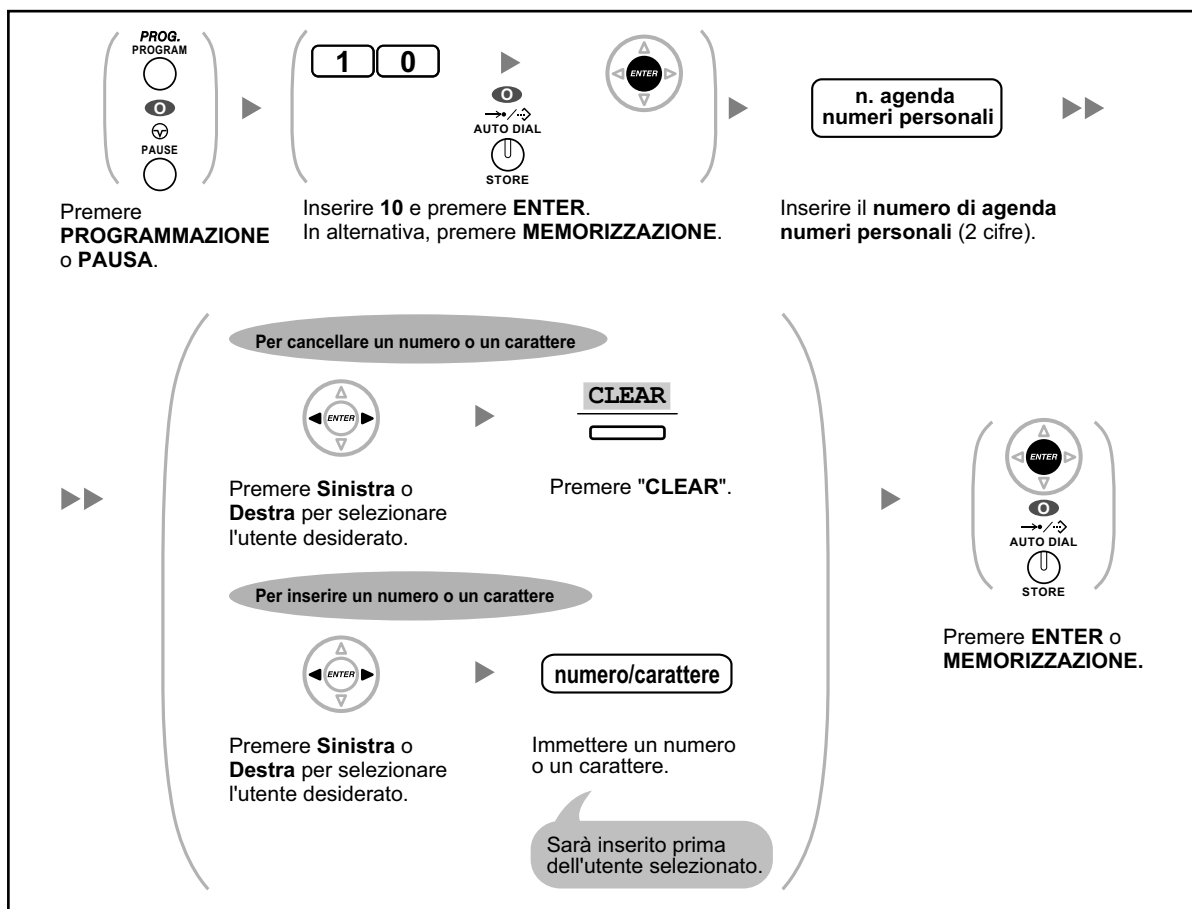 PROG.
PROGRAM
O
PAUSE
Premere
PROGRAMMAZIONE
o PAUSA.
1 0
O
AUTO DIAL
STORE
ENTER
Inserire 10 e premere ENTER.
In alternativa, premere MEMORIZZAZIONE.
n. agenda
numeri personali
Inserire il numero di agenda
numeri personali (2 cifre).
Per cancellare un numero o un carattere
ENTER
Premere Sinistra o
Destra per selezionare
l'utente desiderato.
CLEAR
Premere "CLEAR".
Per inserire un numero o un carattere
ENTER
Premere Sinistra o
Destra per selezionare
l'utente desiderato.
numero/carattere
Immettere un numero
o un carattere.
Sarà inserito prima
dell'utente selezionato.
ENTER
O
AUTO DIAL
STORE
Premere ENTER o
MEMORIZZAZIONE.